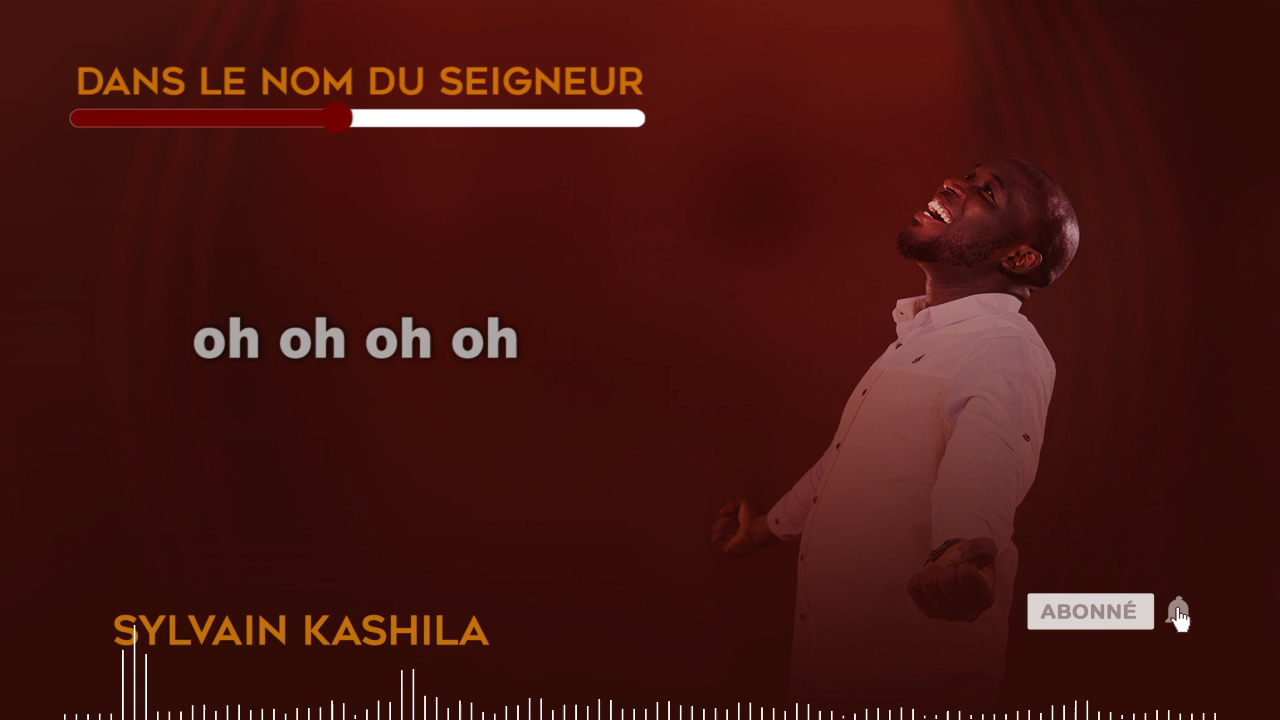 DANS LE NOM DU SEIGNEUR
oh oh oh oh
SYLVAIN KASHILA
ABONNÉ